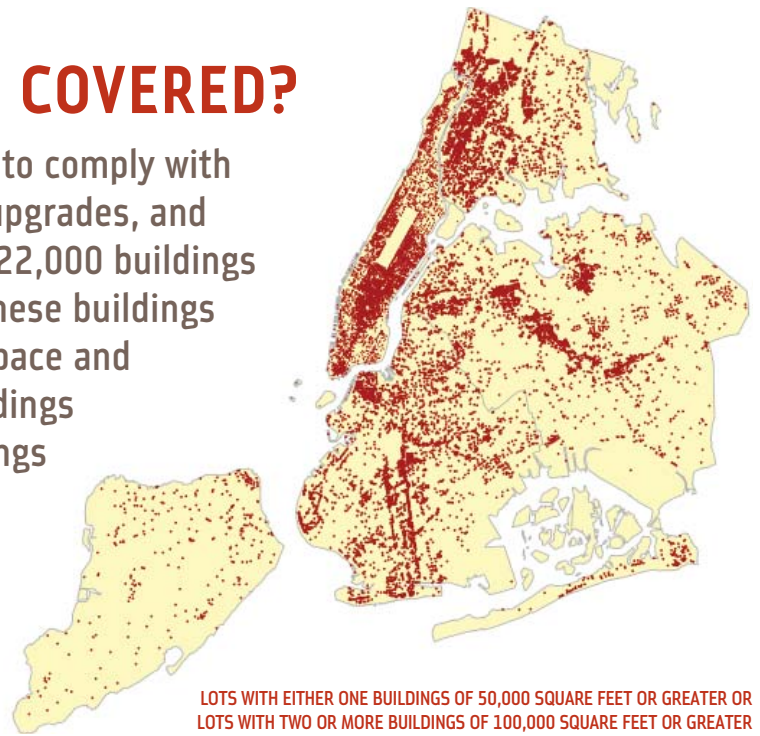 COVERED?
to comply with
upgrades, and
22,000 buildings
hese buildings
pace and
dings
ngs
LOTS WITH EITHER ONE BUILDINGS OF 50,000 SQUARE FEET OR GREATER OR
LOTS WITH TWO OR MORE BUILDINGS OF 100,000 SQUARE FEET OR GREATER